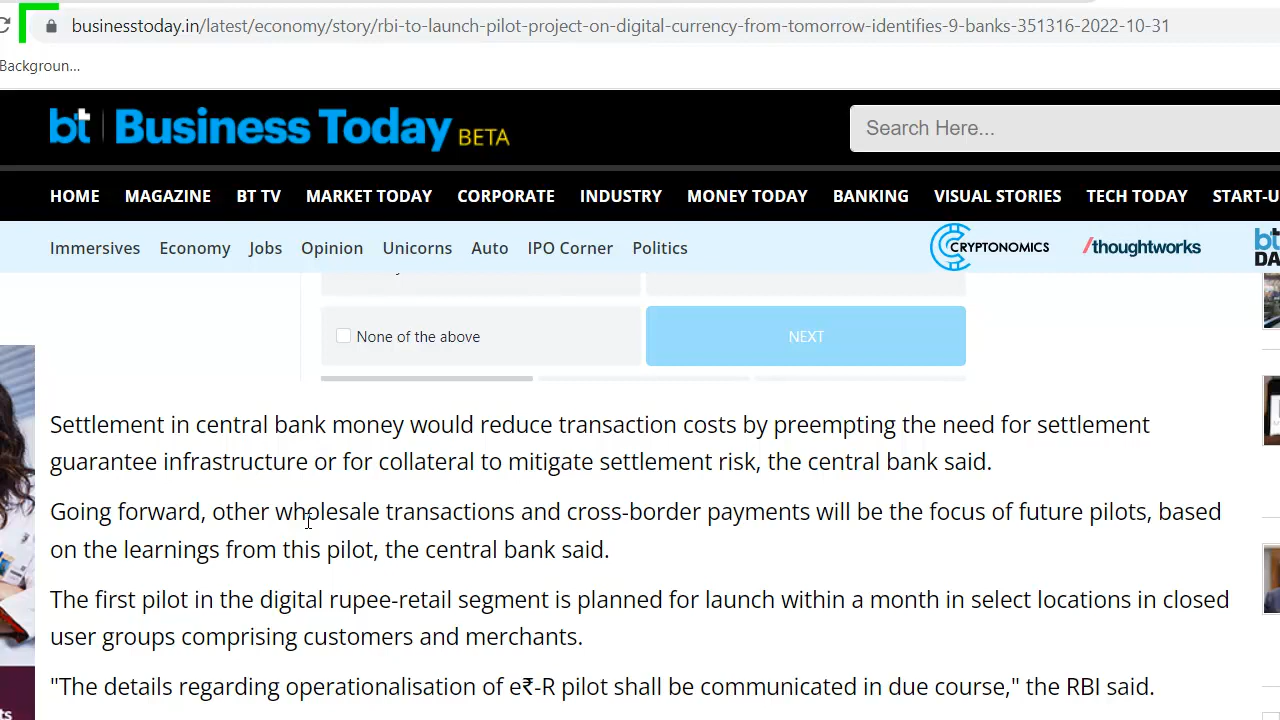 businesstoday.in/latest/economy/story/rbi-to-launch-pilot-project-on-digital-currency-from-tomorrow-identifies-9-banks-351316-2022-10-31
Backgroun...
bt Business Today BETA
Search Here...
HOME MAGAZINE BT TV MARKET TODAY CORPORATE INDUSTRY MONEY TODAY BANKING VISUAL STORIES TECH TODAY START-U
Immersives Economy Jobs Opinion Unicorns Auto IPO Corner Politics CRYPTONOMICS /thoughtworks bt
DA
None of the above NEXT
Settlement in central bank money would reduce transaction costs by preempting the need for settlement
guarantee infrastructure or for collateral to mitigate settlement risk, the central bank said.
Going forward, other wholesale transactions and cross-border payments will be the focus of future pilots, based
on the learnings from this pilot, the central bank said.
The first pilot in the digital rupee-retail segment is planned for launch within a month in select locations in closed
user groups comprising customers and merchants.
"The details regarding operationalisation of e₹-R pilot shall be communicated in due course," the RBI said.
ts